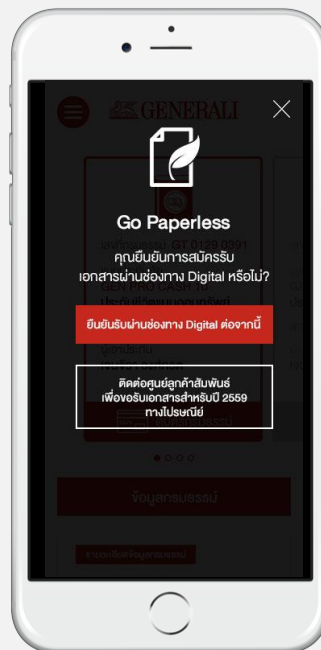 GENERALI
Go Paperless
คุณยืนยันการสมัครรับ
เอกสารผ่านช่องทาง Digital หรือไม่?
ยืนยันรับผ่านช่องทาง Digital ต่อจากนี้
ติดต่อศูนย์ลูกค้าสัมพันธ์
เพื่อขอรับเอกสารสำหรับปี 2559
ทางไปรษณีย์
ข้อมูลกรมธรรม์